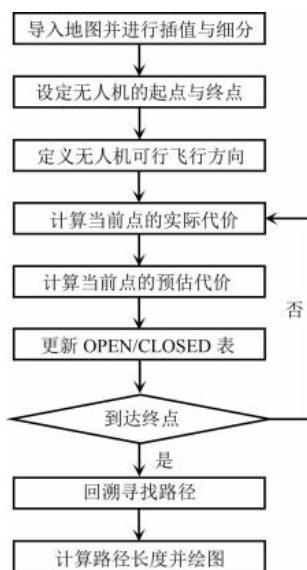 导入地图并进行插值与细分
设定无人机的起点与终点
定义无人机可行飞行方向
计算当前点的实际代价
计算当前点的预估代价
否
更新 OPEN/CLOSED 表
到达终点
是
回溯寻找路径
计算路径长度并绘图